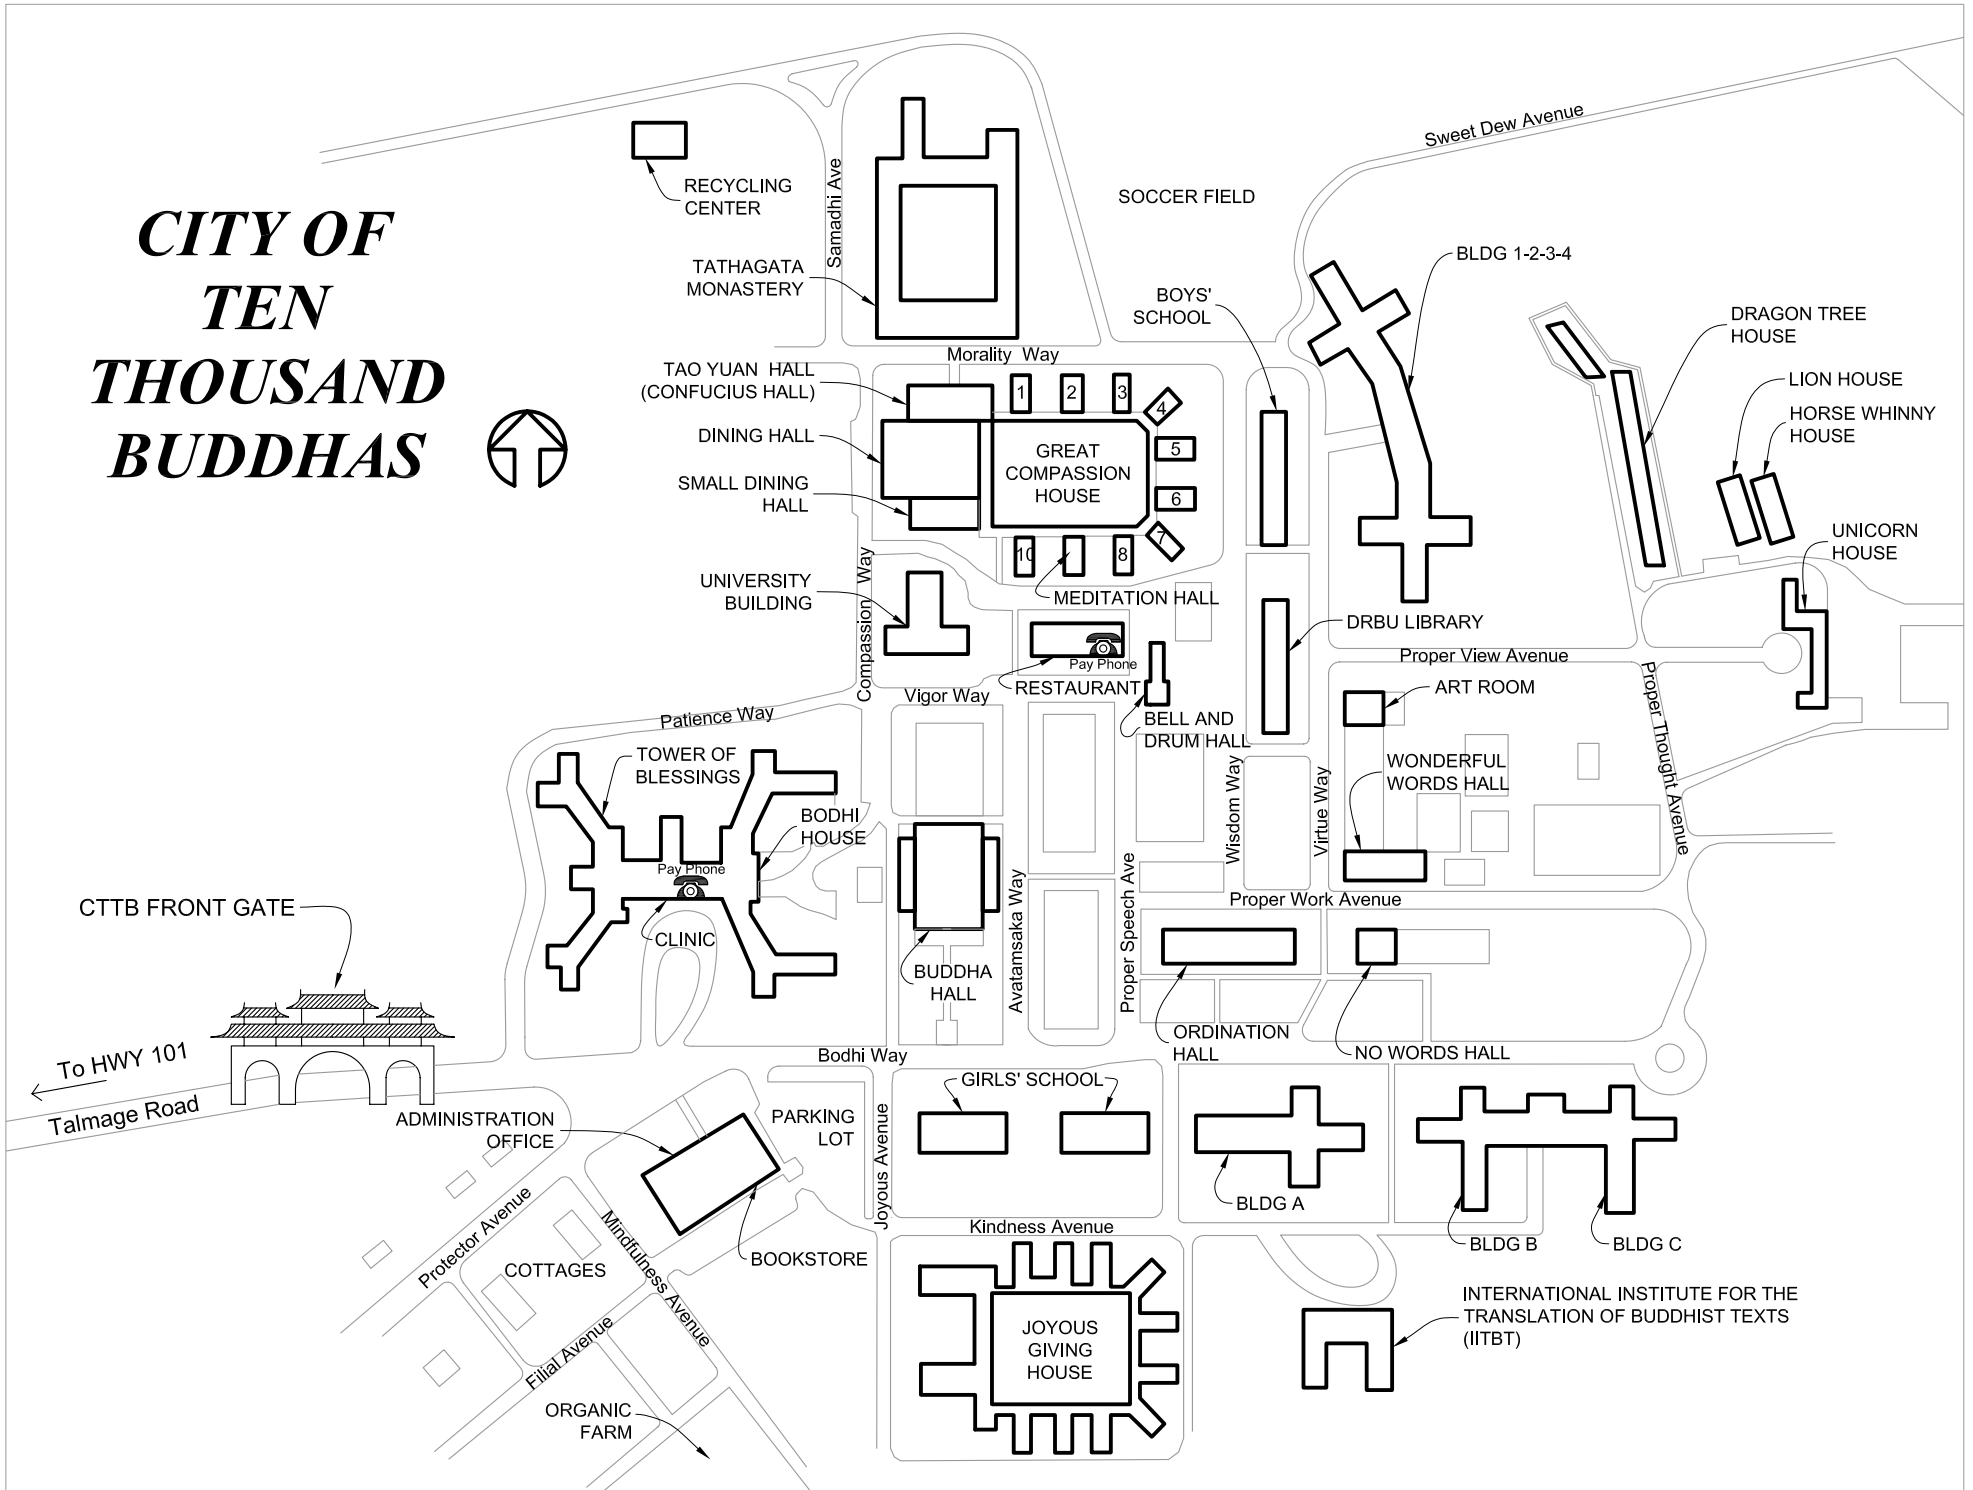 CITY OF
TEN
THOUSAND
BUDDHAS
Sweet Dew Avenue
RECYCLING
CENTER
Samadhi Ave
SOCCER FIELD
TATHAGATA
MONASTERY
BLDG 1-2-3-4
BOYS'
SCHOOL
DRAGON TREE
HOUSE
Morality Way
TAO YUAN HALL
(CONFUCIUS HALL)
1
2
3
4
5
6
7
8
10
LION HOUSE
HORSE WHINNY
HOUSE
DINING HALL
GREAT
COMPASSION
HOUSE
SMALL DINING
HALL
UNICORN
HOUSE
Compassion Way
UNIVERSITY
BUILDING
MEDITATION HALL
DRBU LIBRARY
Pay Phone
Proper View Avenue
RESTAURANT
Vigor Way
ART ROOM
Proper Thought Avenue
Patience Way
BELL AND
DRUM HALL
TOWER OF
BLESSINGS
WONDERFUL
WORDS HALL
Wisdom Way
Virtue Way
BODHI
HOUSE
Pay Phone
CTTB FRONT GATE
Proper Work Avenue
Avatamsaka Way
Proper Speech Ave
CLINIC
BUDDHA
HALL
ORDINATION
HALL
NO WORDS HALL
To HWY 101
Bodhi Way
Talmage Road
GIRLS' SCHOOL
ADMINISTRATION
OFFICE
PARKING
LOT
Joyous Avenue
BLDG A
Protector Avenue
Mindfulness Avenue
Kindness Avenue
BLDG B
BLDG C
BOOKSTORE
COTTAGES
INTERNATIONAL INSTITUTE FOR THE
TRANSLATION OF BUDDHIST TEXTS
(IITBT)
JOYOUS
GIVING
HOUSE
Filial Avenue
ORGANIC
FARM